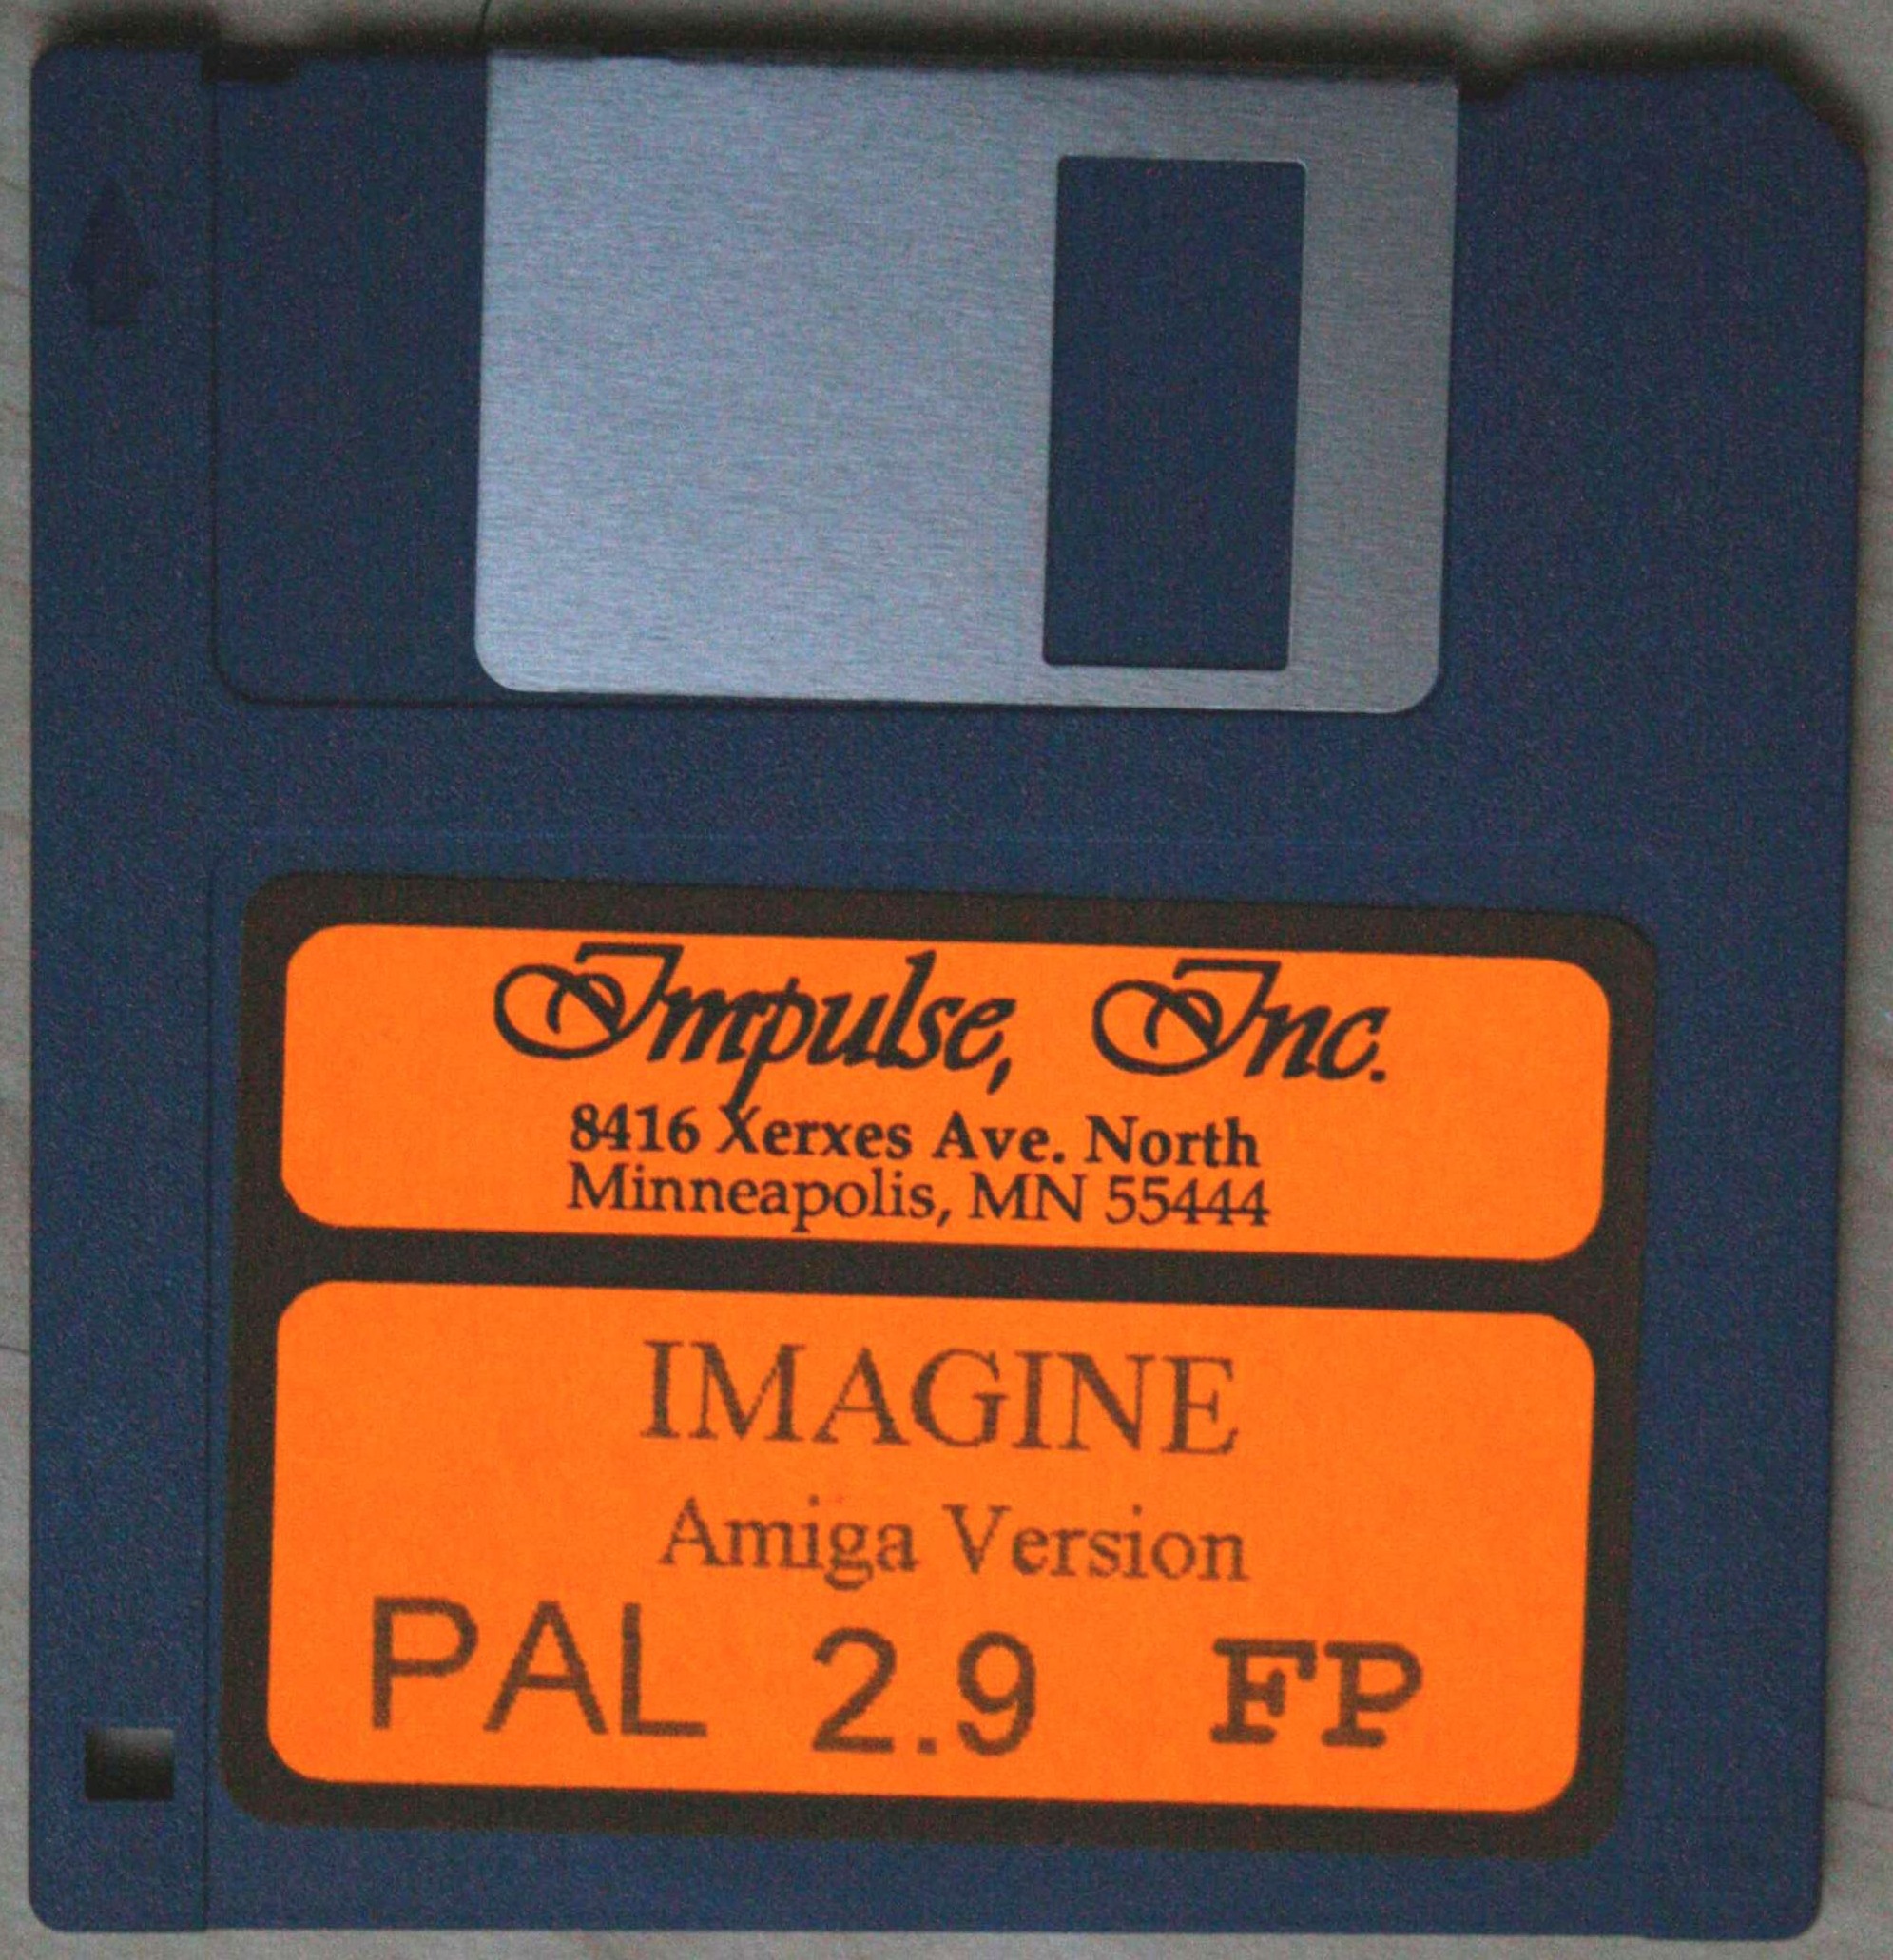 Impulse, Inc.
8416 Xerxes Ave. North
Minneapolis, MN 55444
IMAGINE
Amiga Version
PAL 2.9 FP